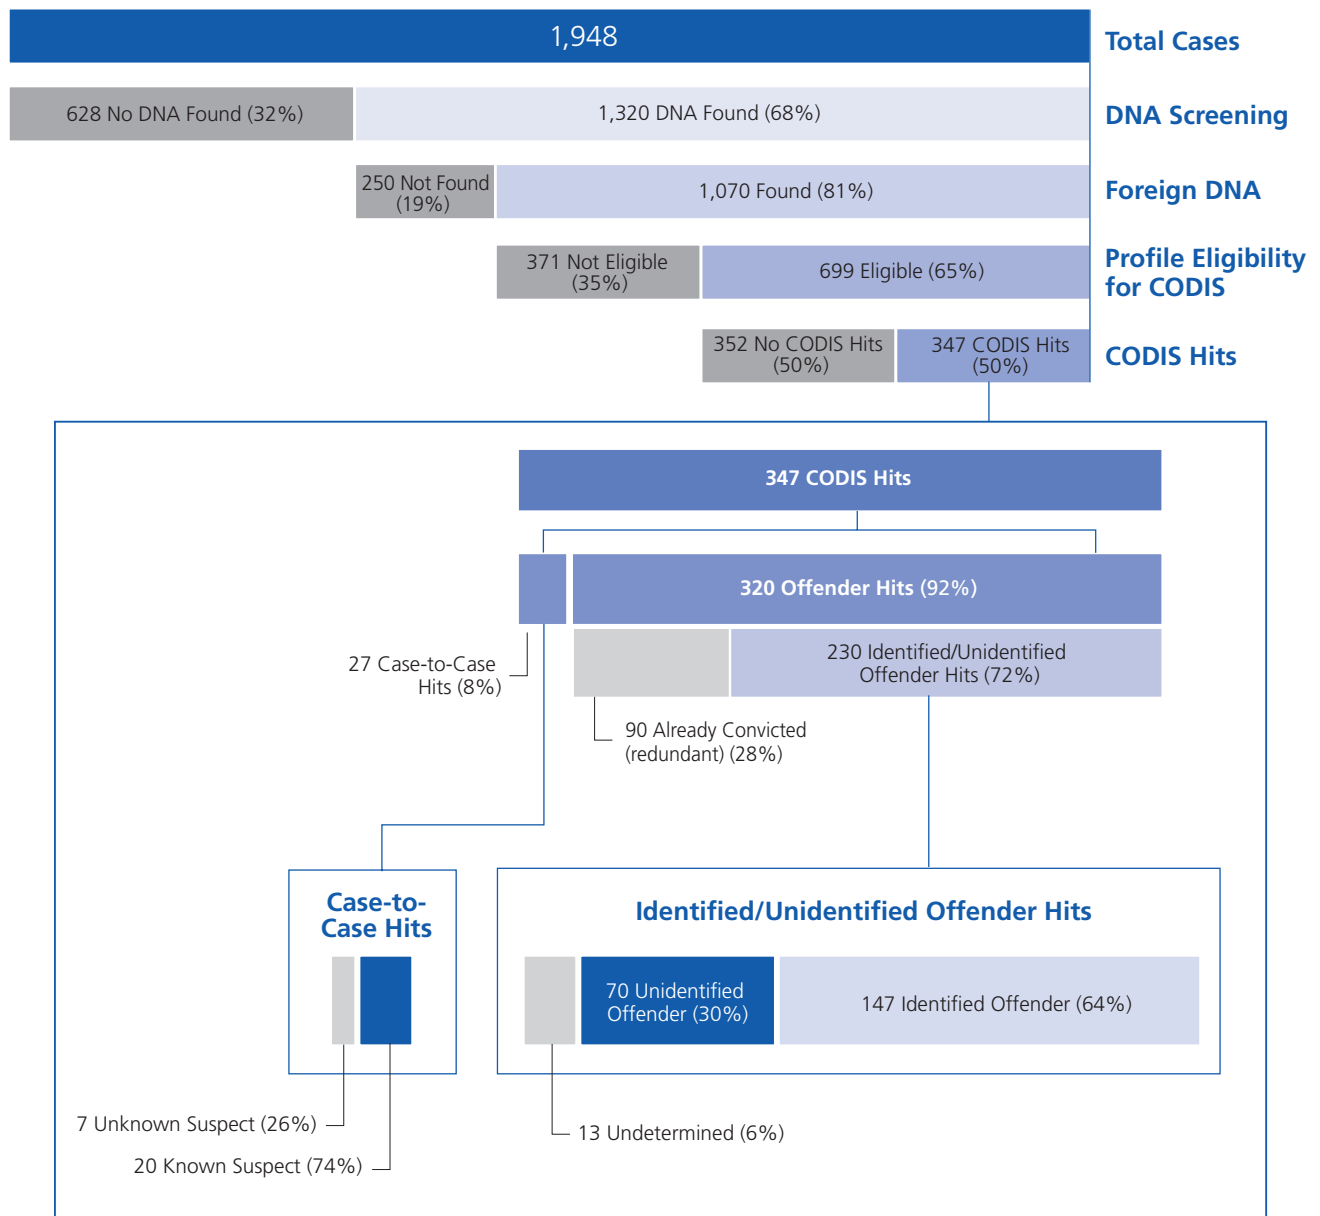 1,948
Total Cases
628 No DNA Found (32%)
1,320 DNA Found (68%)
DNA Screening
250 Not Found
(19%)
1,070 Found (81%)
Foreign DNA
371 Not Eligible
(35%)
699 Eligible (65%)
Profile Eligibility
for CODIS
352 No CODIS Hits
(50%)
347 CODIS Hits
(50%)
CODIS Hits
347 CODIS Hits
320 Offender Hits (92%)
27 Case-to-Case
Hits (8%)
230 Identified/Unidentified
Offender Hits (72%)
90 Already Convicted
(redundant) (28%)
Case-to-
Case Hits
Identified/Unidentified Offender Hits
70 Unidentified
Offender (30%)
147 Identified Offender (64%)
7 Unknown Suspect (26%)
20 Known Suspect (74%)
13 Undetermined (6%)